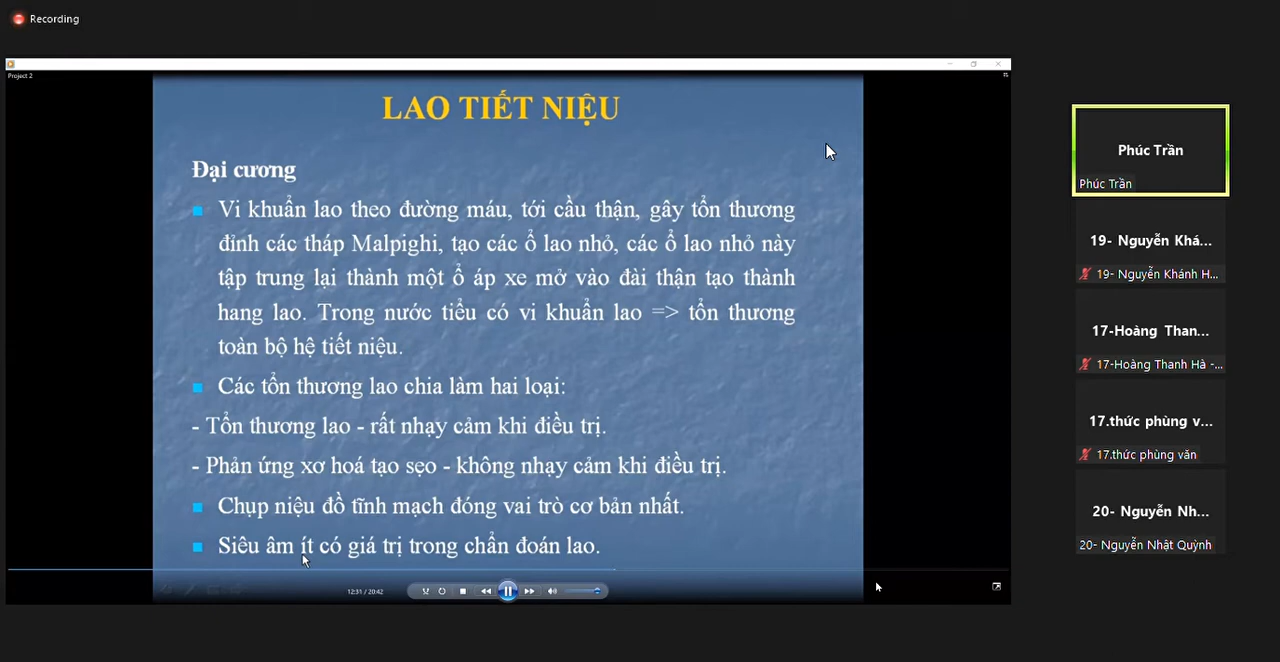 Recording
Project 2
LAO TIẾT NIỆU
Đại cương
Vi khuẩn lao theo đường máu, tới cầu thận, gây tổn thương
đỉnh các tháp Malpighi, tạo các ổ lao nhỏ, các ổ lao nhỏ này
tập trung lại thành một ổ áp xe mở vào đài thận tạo thành
hang lao. Trong nước tiểu có vi khuẩn lao => tổn thương
toàn bộ hệ tiết niệu.
Các tổn thương lao chia làm hai loại:
- Tổn thương lao - rất nhạy cảm khi điều trị.
- Phản ứng xơ hoá tạo sẹo - không nhạy cảm khi điều trị.
Chụp niệu đồ tĩnh mạch đóng vai trò cơ bản nhất.
Siêu âm ít có giá trị trong chẩn đoán lao.
12:31 / 20:42
Phúc Trần
Phúc Trần
19- Nguyễn Khá...
19- Nguyễn Khánh H...
17-Hoàng Than...
17-Hoàng Thanh Hà -...
17.thức phùng v...
17.thức phùng văn
20- Nguyễn Nh...
20- Nguyễn Nhật Quỳnh